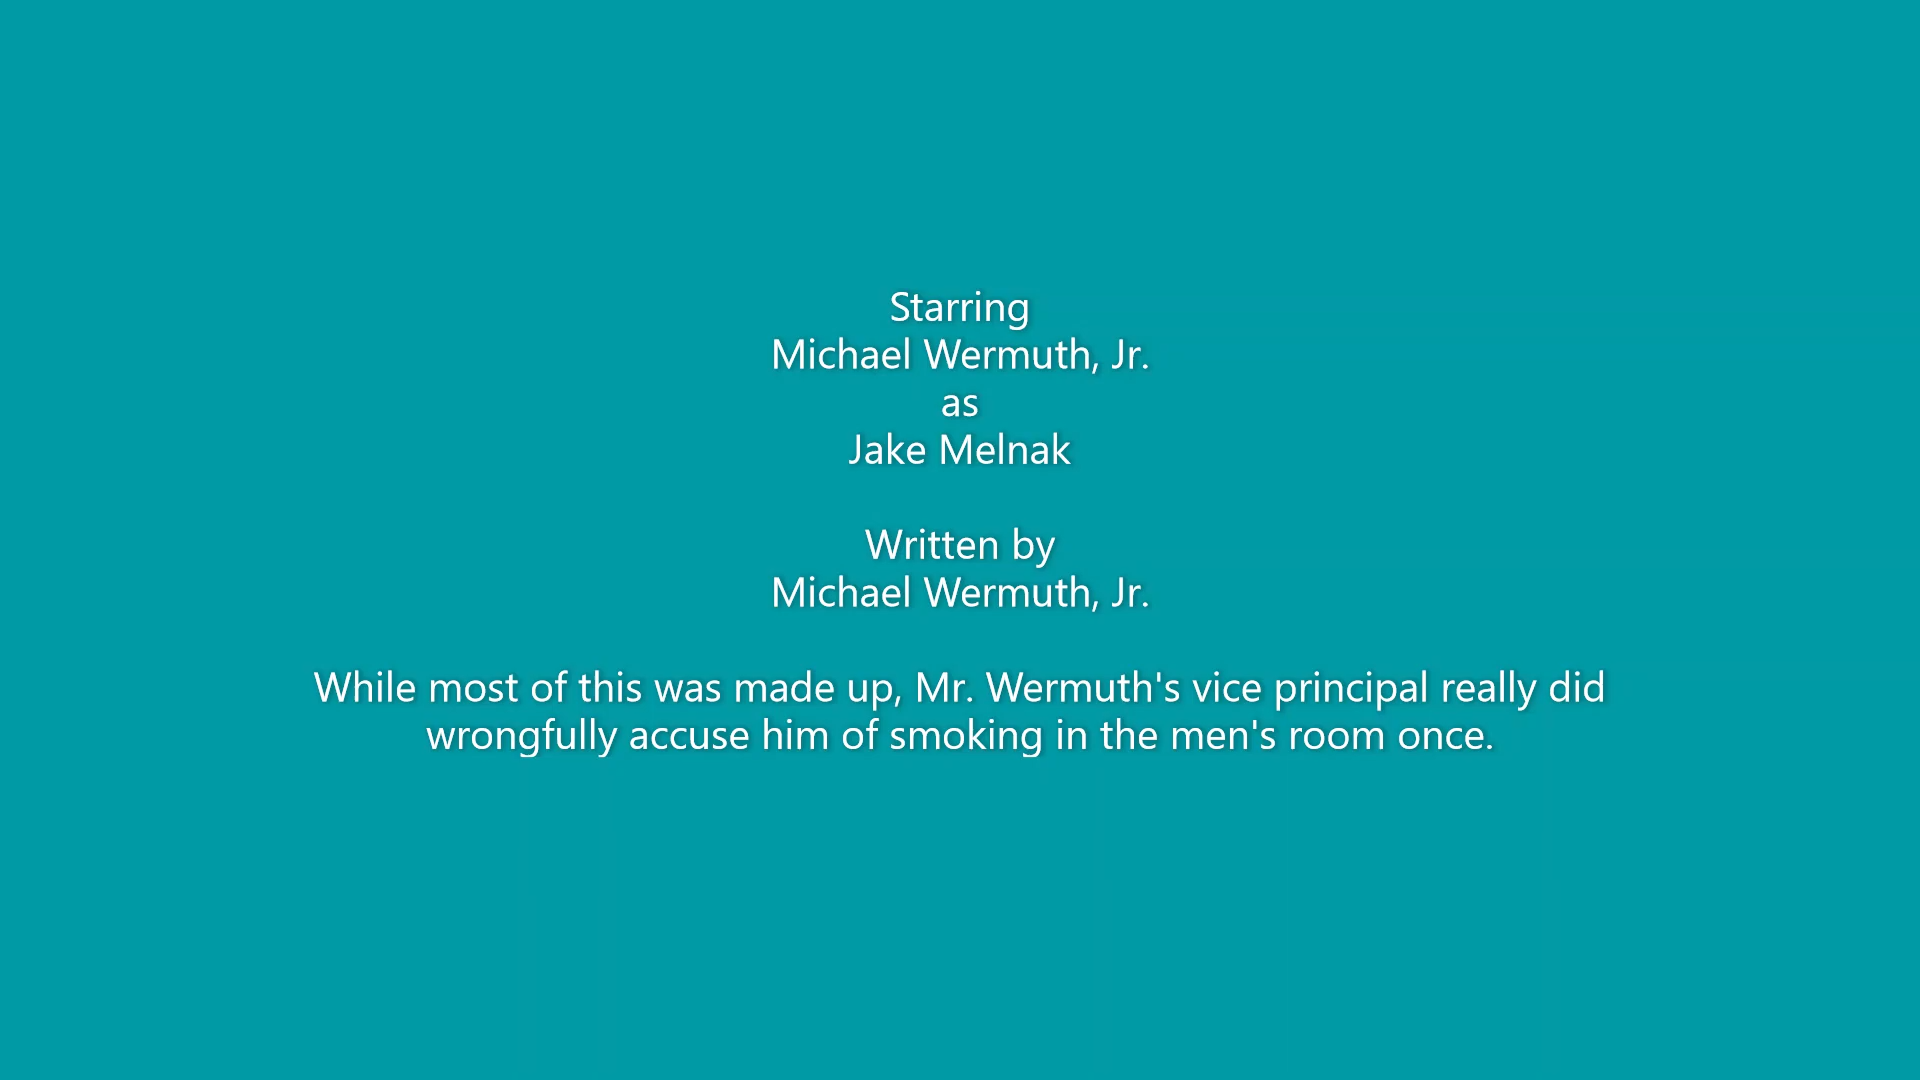 Starring
Michael Wermuth, Jr.
as
Jake Melnak
Written by
Michael Wermuth, Jr.
While most of this was made up, Mr. Wermuth's vice principal really did
wrongfully accuse him of smoking in the men's room once.